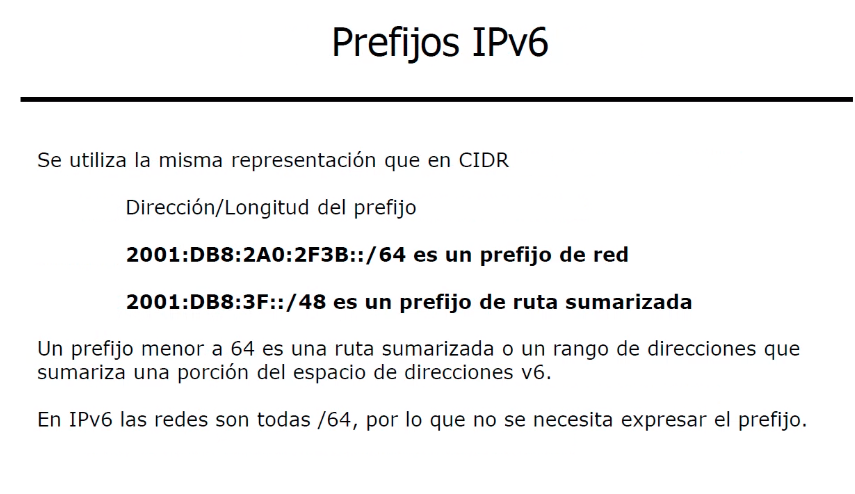 Prefijos IPv6
Se utiliza la misma representación que en CIDR
Dirección/Longitud del prefijo
2001:DB8:2A0:2F3B::/64 es un prefijo de red
2001:DB8:3F::/48 es un prefijo de ruta sumarizada
Un prefijo menor a 64 es una ruta sumarizada o un rango de direcciones que
sumariza una porción del espacio de direcciones v6.
En IPv6 las redes son todas /64, por lo que no se necesita expresar el prefijo.